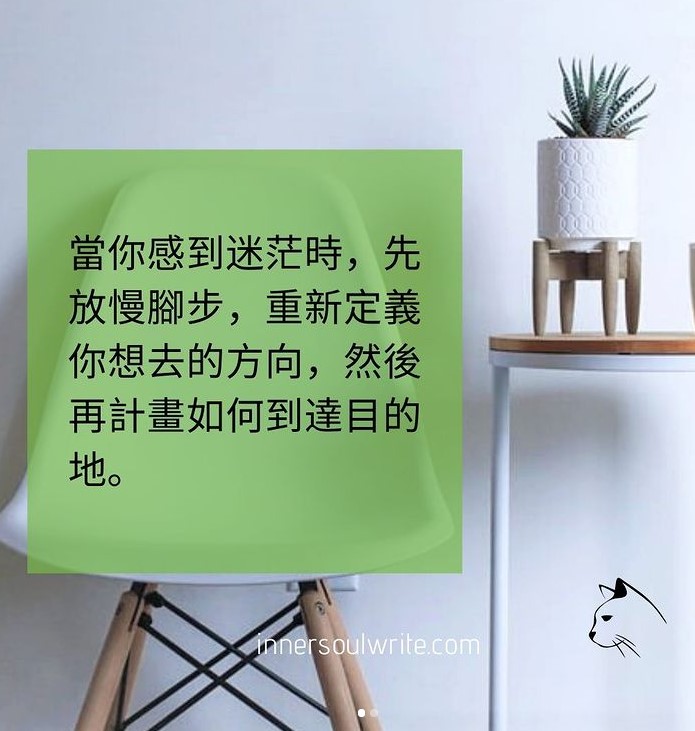 當你感到迷茫時，先
放慢腳步，重新定義
你想去的方向，然後
再計畫如何到達目的
地。
innersoulwrite.com